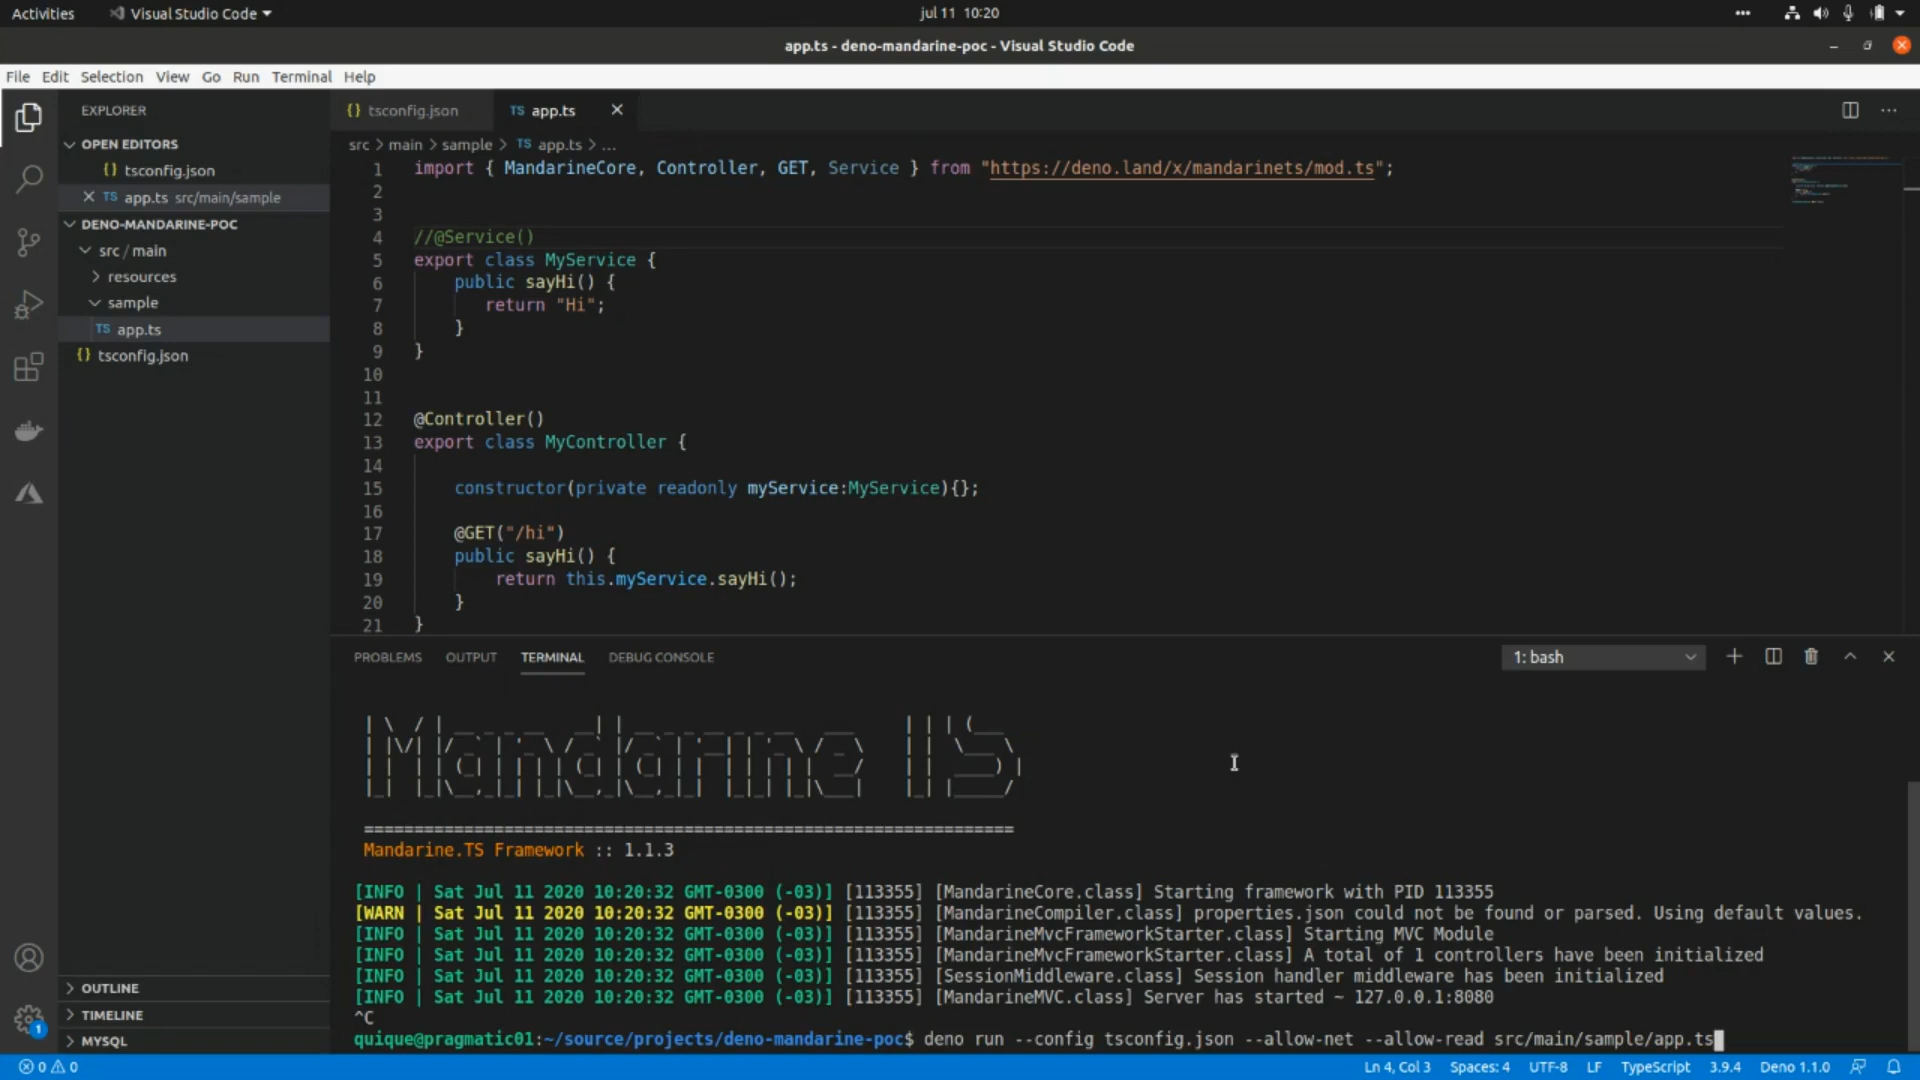 Activities Visual Studio Code jul 11 10:20
app.ts - deno-mandarine-poc - Visual Studio Code
File Edit Selection View Go Run Terminal Help
EXPLORER
OPEN EDITORS
{} tsconfig.json
TS app.ts src/main/sample
DENO-MANDARINE-POC
src / main
resources
sample
TS app.ts
{} tsconfig.json
OUTLINE
TIMELINE
MYSQL
{} tsconfig.json TS app.ts
src > main > sample > TS app.ts > ...
1 import { MandarineCore, Controller, GET, Service } from "https://deno.land/x/mandarinets/mod.ts";
2
3
4 //@Service()
5 export class MyService {
6 public sayHi() {
7 return "Hi";
8 }
9 }
10
11
12 @Controller()
13 export class MyController {
14
15 constructor(private readonly myService:MyService){};
16
17 @GET("/hi")
18 public sayHi() {
19 return this.myService.sayHi();
20 }
21 }
PROBLEMS OUTPUT TERMINAL DEBUG CONSOLE 1: bash
Mandarine TS
=================================================================
Mandarine.TS Framework :: 1.1.3
[INFO | Sat Jul 11 2020 10:20:32 GMT-0300 (-03)] [113355] [MandarineCore.class] Starting framework with PID 113355
[WARN | Sat Jul 11 2020 10:20:32 GMT-0300 (-03)] [113355] [MandarineCompiler.class] properties.json could not be found or parsed. Using default values.
[INFO | Sat Jul 11 2020 10:20:32 GMT-0300 (-03)] [113355] [MandarineMvcFrameworkStarter.class] Starting MVC Module
[INFO | Sat Jul 11 2020 10:20:32 GMT-0300 (-03)] [113355] [MandarineMvcFrameworkStarter.class] A total of 1 controllers have been initialized
[INFO | Sat Jul 11 2020 10:20:32 GMT-0300 (-03)] [113355] [SessionMiddleware.class] Session handler middleware has been initialized
[INFO | Sat Jul 11 2020 10:20:32 GMT-0300 (-03)] [113355] [MandarineMVC.class] Server has started ~ 127.0.0.1:8080
^C
quique@pragmatic01:~/source/projects/deno-mandarine-poc$ deno run --config tsconfig.json --allow-net --allow-read src/main/sample/app.ts
1
0 0 Ln 4, Col 3 Spaces: 4 UTF-8 LF TypeScript 3.9.4 Deno 1.1.0